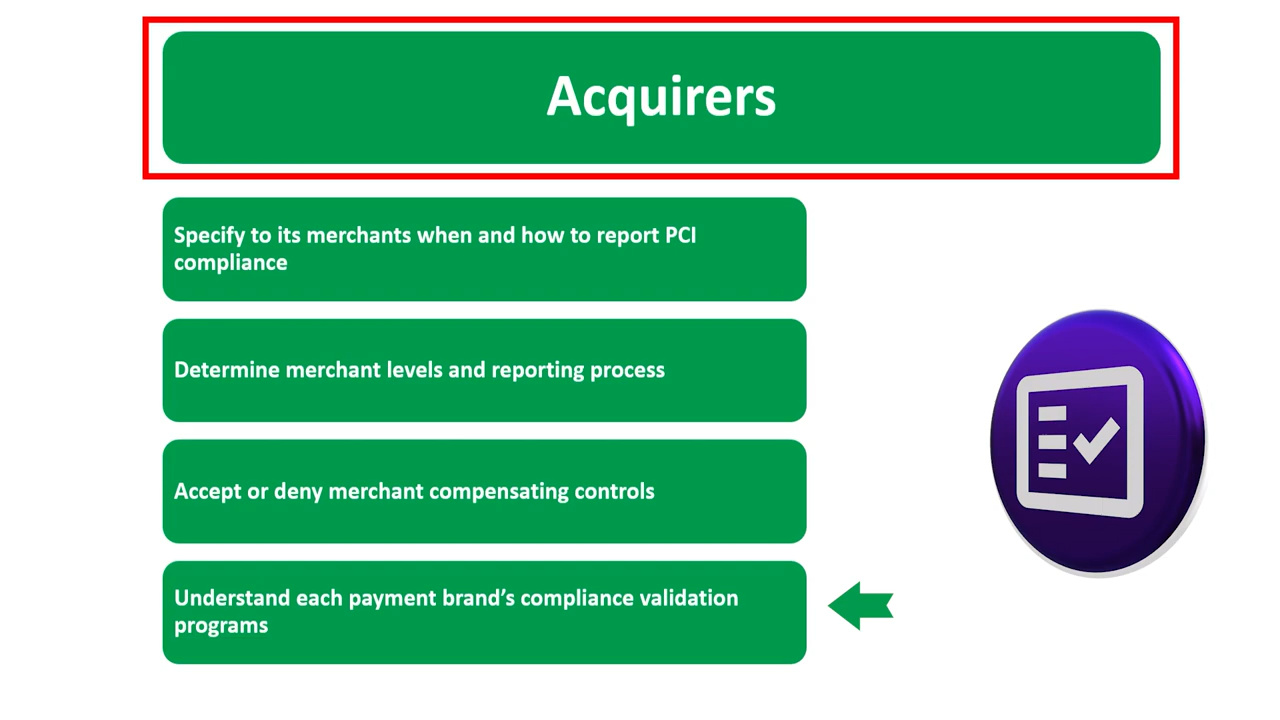 Acquirers
Specify to its merchants when and how to report PCI
compliance
Determine merchant levels and reporting process
Accept or deny merchant compensating controls
Understand each payment brand’s compliance validation
programs